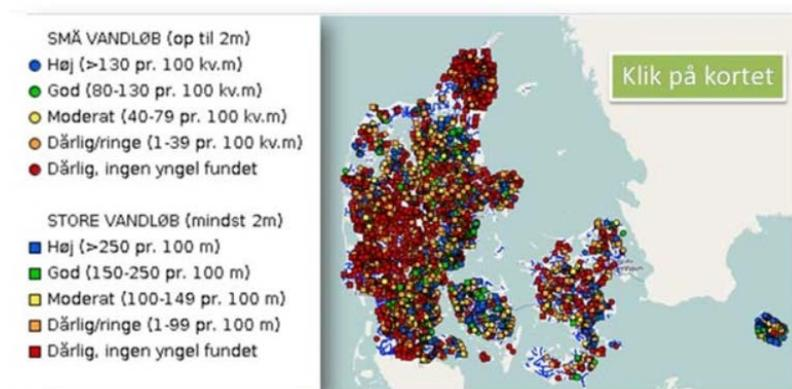 SMÅ VANDLØB (op til 2m)
Høj (>130 pr. 100 kv.m)
God (80-130 pr. 100 kv.m)
Moderat (40-79 pr. 100 kv.m)
Dårlig/ringe (1-39 pr. 100 kv.m)
Dårlig, ingen yngel fundet
STORE VANDLØB (mindst 2m)
Høj (>250 pr. 100 m)
God (150-250 pr. 100 m)
Moderat (100-149 pr. 100 m)
Dårlig/ringe (1-99 pr. 100 m)
Dårlig, ingen yngel fundet
Klik på kortet